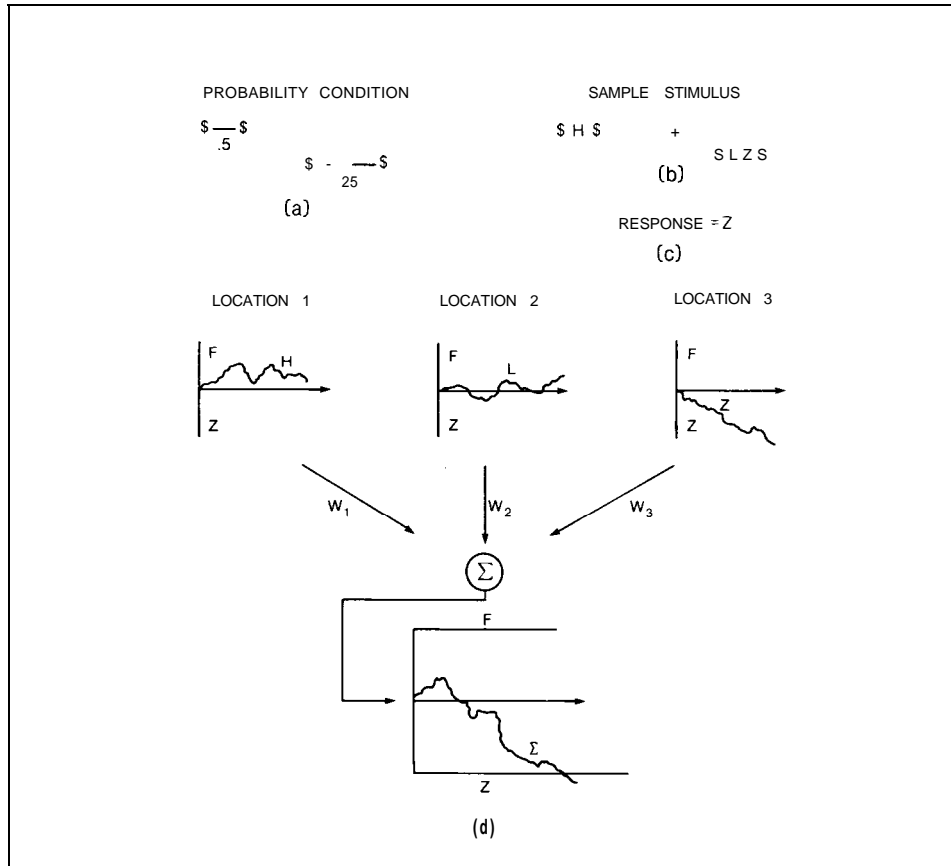 PROBABILITY CONDITION
$ — $
.5
$ - — $
25
(a)
SAMPLE STIMULUS
$ H $ +
S L Z S
(b)
RESPONSE = Z
(c)
LOCATION 1
F
H
Z
LOCATION 2
F
L
Z
LOCATION 3
F
Z
Z
W₁
W₂
W₃
Σ
F
Σ
Z
(d)